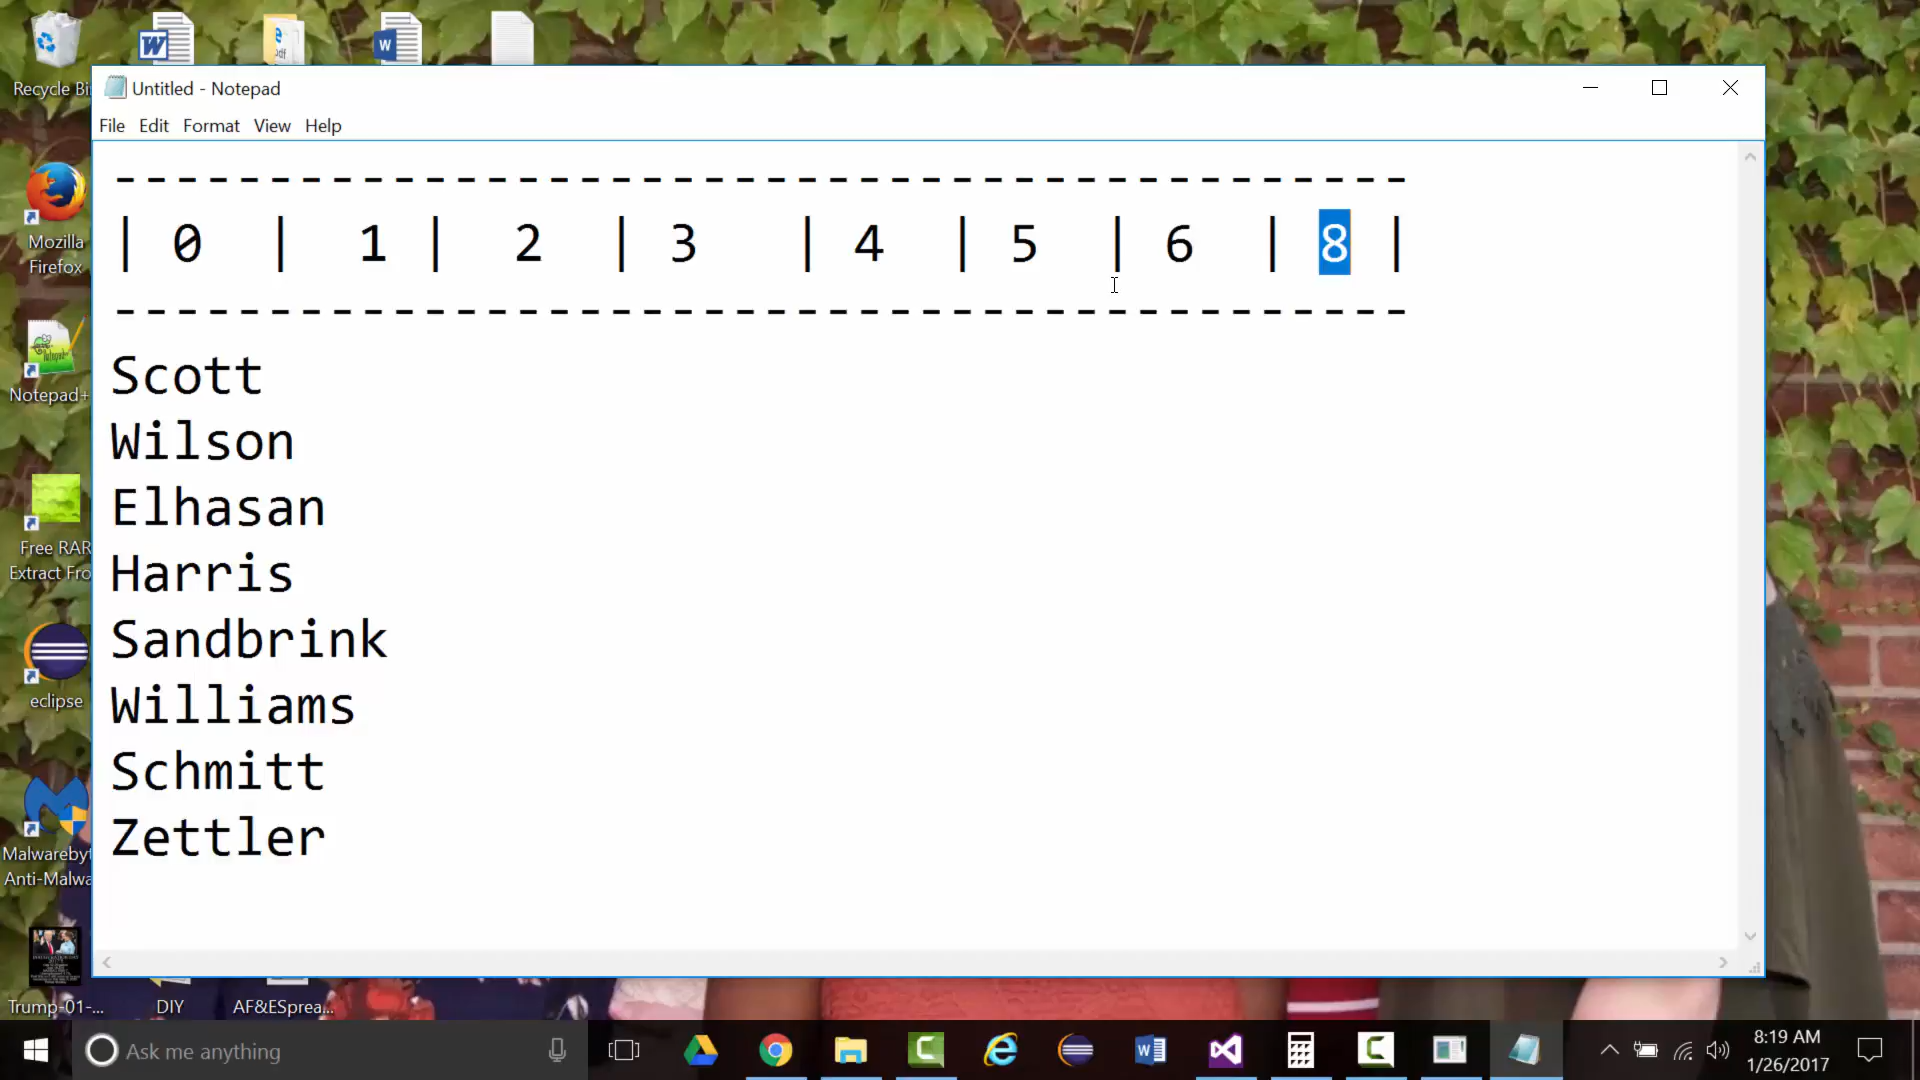 Recycle Bi
Untitled - Notepad
File Edit Format View Help
------------------------------------------
| 0 | 1 | 2 | 3 | 4 | 5 | 6 | 8 |
------------------------------------------
Scott
Wilson
Elhasan
Harris
Sandbrink
Williams
Schmitt
Zettler
Mozilla
Firefox
Notepad+
Free RAR
Extract Fro
eclipse
Malwareby
Anti-Malwa
Trump-01-...
DIY
AF&ESprea...
Ask me anything
8:19 AM
1/26/2017